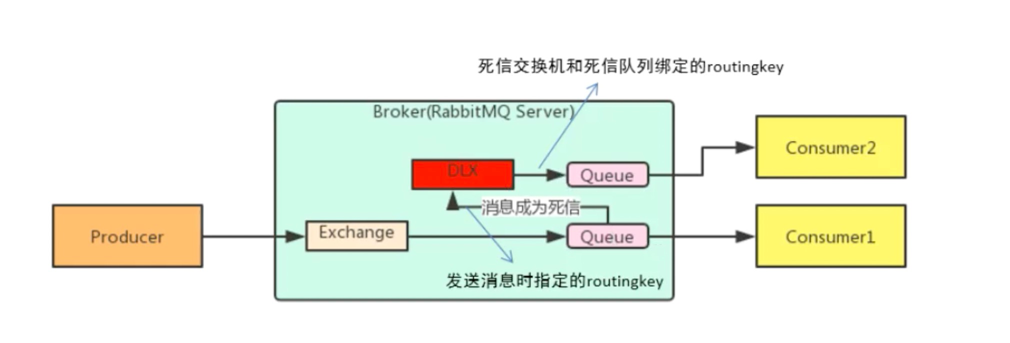 死信交换机和死信队列绑定的routingkey
Broker(RabbitMQ Server)
DLX
Queue
Consumer2
消息成为死信
Producer
Exchange
Queue
Consumer1
发送消息时指定的routingkey